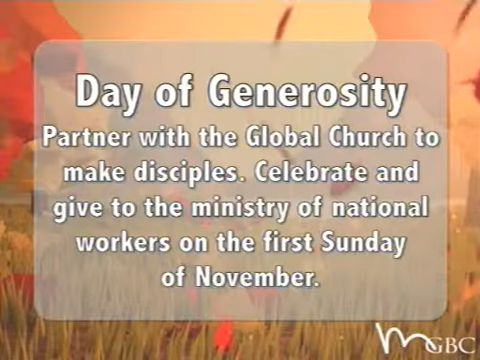 Day of Generosity
Partner with the Global Church to
make disciples. Celebrate and
give to the ministry of national
workers on the first Sunday
of November.
GBC